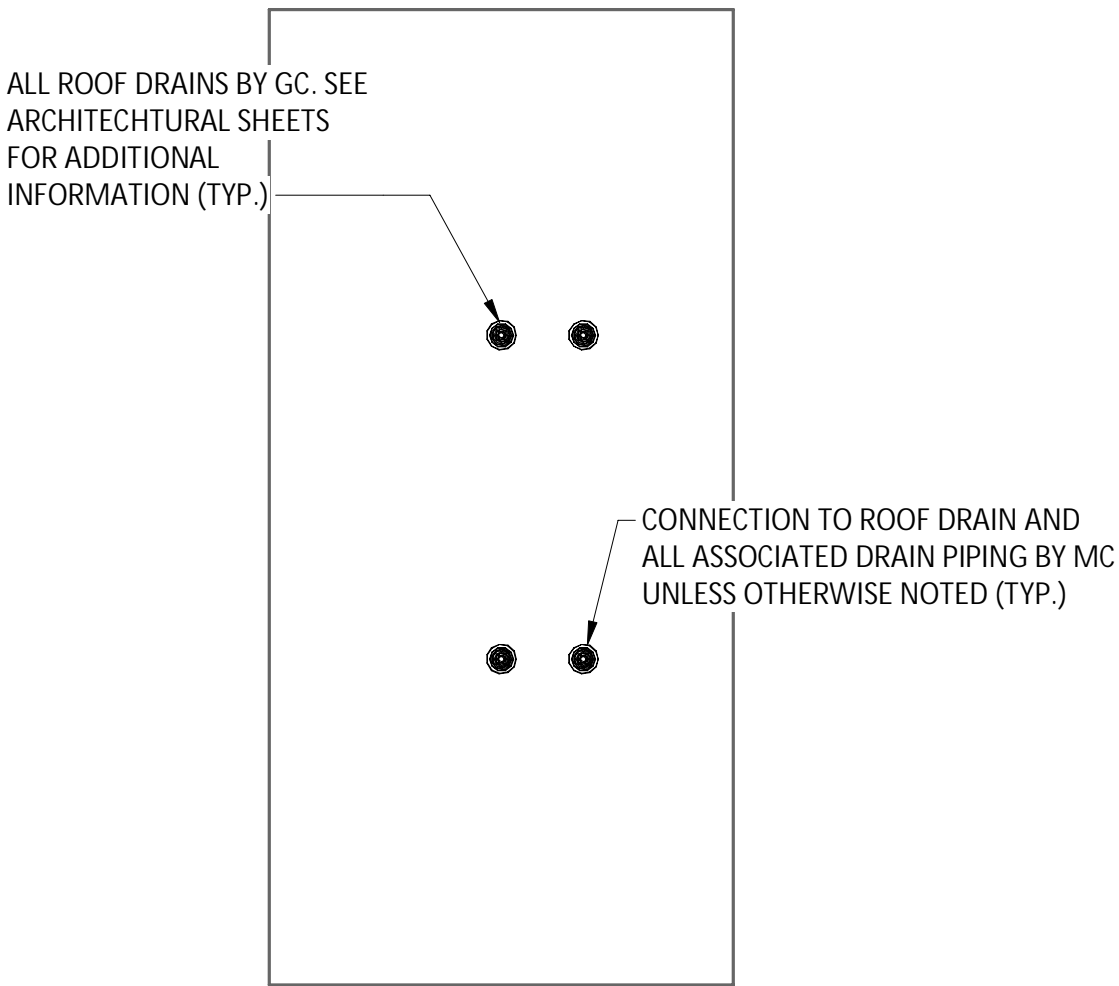 ALL ROOF DRAINS BY GC. SEE
ARCHITECHTURAL SHEETS
FOR ADDITIONAL
INFORMATION (TYP.)
CONNECTION TO ROOF DRAIN AND
ALL ASSOCIATED DRAIN PIPING BY MC
UNLESS OTHERWISE NOTED (TYP.)